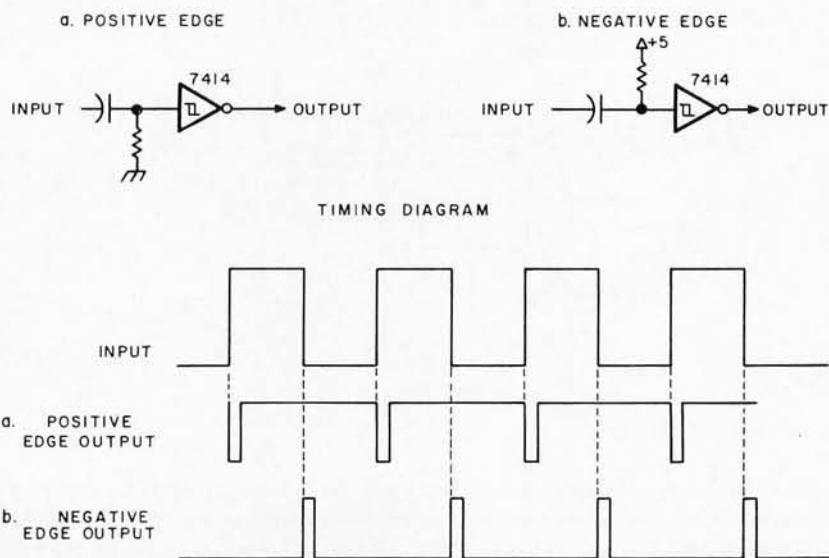 a. POSITIVE EDGE
b. NEGATIVE EDGE
+5
7414
7414
INPUT
OUTPUT
INPUT
OUTPUT
TIMING DIAGRAM
INPUT
a. POSITIVE
EDGE OUTPUT
b. NEGATIVE
EDGE OUTPUT